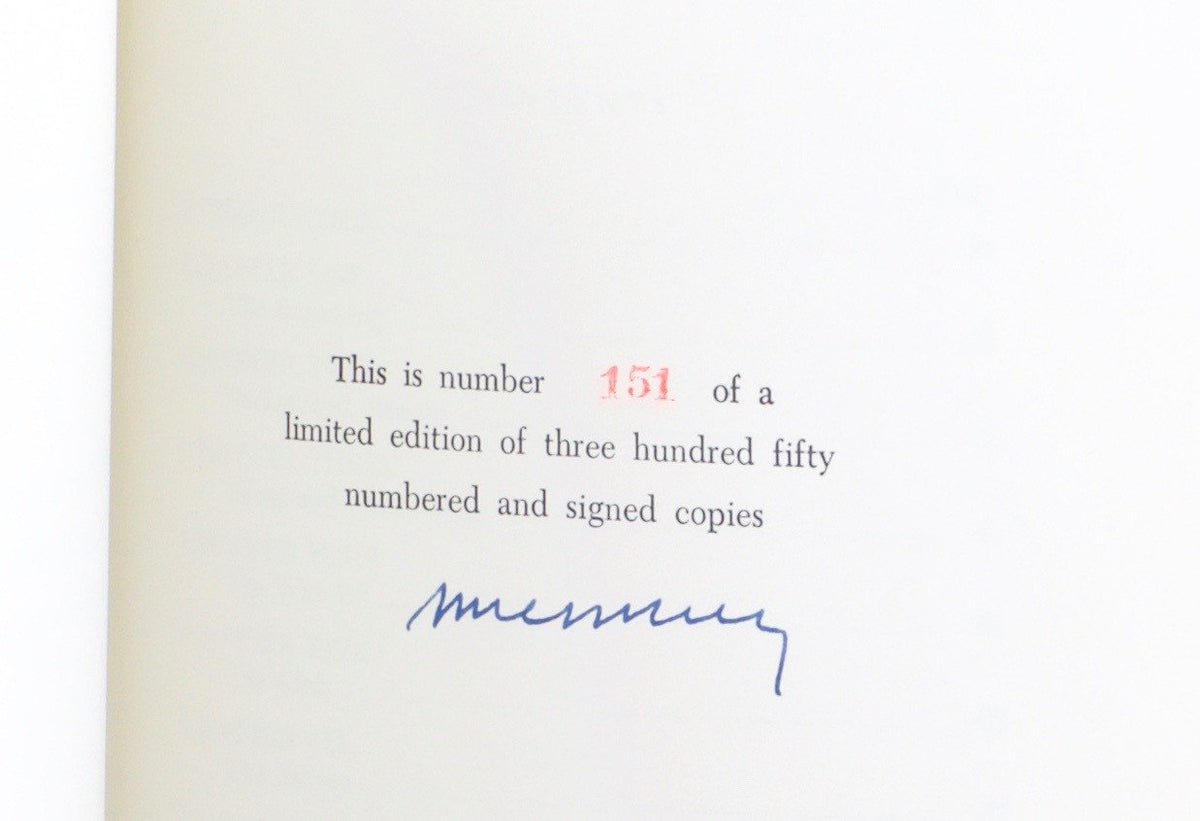 This is number 151 of a
limited edition of three hundred fifty
numbered and signed copies